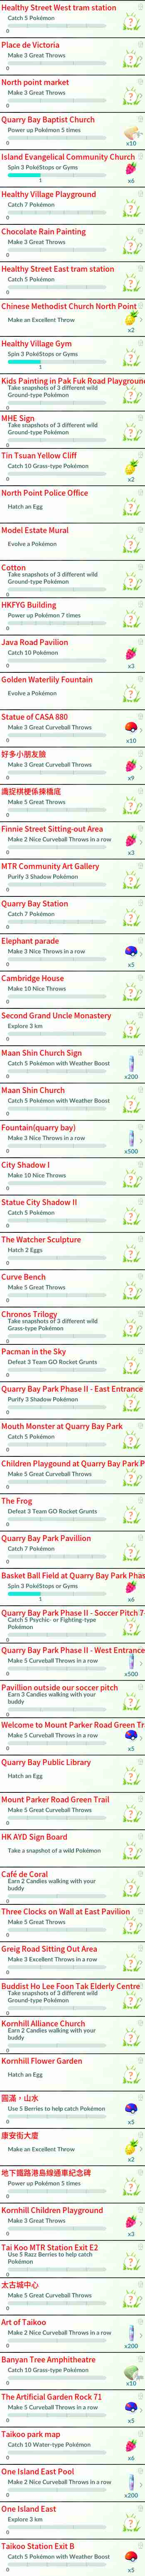 Healthy Street West tram station
Catch 5 Pokémon
0
Place de Victoria
Make 3 Great Throws
0
North point market
Make 3 Great Throws
0
Quarry Bay Baptist Church
Power up Pokémon 5 times
0
x10
Island Evangelical Community Church
Spin 3 PokéStops or Gyms
1
x6
Healthy Village Playground
Catch 7 Pokémon
0
Chocolate Rain Painting
Make 3 Great Throws
0
Healthy Street East tram station
Catch 5 Pokémon
0
Chinese Methodist Church North Point
Make an Excellent Throw
x2
Healthy Village Gym
Spin 3 PokéStops or Gyms
1
Kids Painting in Pak Fuk Road Playground
Take snapshots of 3 different wild
Ground-type Pokémon
0
MHE Sign
Take snapshots of 3 different wild
Ground-type Pokémon
0
Tin Tsuan Yellow Cliff
Catch 10 Grass-type Pokémon
0
x2
North Point Police Office
Hatch an Egg
Model Estate Mural
Evolve a Pokémon
Cotton
Take snapshots of 3 different wild
Ground-type Pokémon
0
HKFYG Building
Power up Pokémon 7 times
0
Java Road Pavilion
Catch 10 Pokémon
0
x3
Golden Waterlily Fountain
Evolve a Pokémon
Statue of CASA 880
Make 3 Great Curveball Throws
0
x10
好多小朋友臉
Make 3 Great Curveball Throws
0
x9
識捉棋梗係揀橋底
Make 5 Great Throws
0
Finnie Street Sitting-out Area
Make 2 Nice Curveball Throws in a row
0
x3
MTR Community Art Gallery
Purify 3 Shadow Pokémon
0
Quarry Bay Station
Catch 7 Pokémon
0
Elephant parade
Make 3 Nice Throws in a row
0
x5
Cambridge House
Make 10 Nice Throws
0
Second Grand Uncle Monastery
Explore 3 km
0
Maan Shin Church Sign
Catch 5 Pokémon with Weather Boost
0
x200
Maan Shin Church
Catch 5 Pokémon with Weather Boost
0
Fountain(quarry bay)
Make 3 Nice Throws in a row
0
x500
City Shadow I
Make 10 Nice Throws
0
Statue City Shadow II
Catch 5 Pokémon
0
The Watcher Sculpture
Hatch 2 Eggs
0
Curve Bench
Make 5 Great Throws
0
Chronos Trilogy
Take snapshots of 3 different wild
Grass-type Pokémon
0
Pacman in the Sky
Defeat 3 Team GO Rocket Grunts
0
Quarry Bay Park Phase II - East Entrance
Purify 3 Shadow Pokémon
0
Mouth Monster at Quarry Bay Park
Catch 5 Pokémon
0
Children Playgound at Quarry Bay Park P
Make 5 Great Curveball Throws
0
The Frog
Defeat 3 Team GO Rocket Grunts
0
Quarry Bay Park Pavillion
Catch 7 Pokémon
0
Basket Ball Field at Quarry Bay Park Phas
Spin 3 PokéStops or Gyms
1
x6
Quarry Bay Park Phase II - Soccer Pitch 7-
Catch 5 Psychic- or Fighting-type
Pokémon
0
Quarry Bay Park Phase II - West Entrance
Make 5 Curveball Throws in a row
0
x500
Pavillion outside our soccer pitch
Earn 3 Candies walking with your
buddy
0
Welcome to Mount Parker Road Green Tr
Make 5 Curveball Throws in a row
0
x5
Quarry Bay Public Library
Hatch an Egg
Mount Parker Road Green Trail
Make 5 Great Curveball Throws
0
HK AYD Sign Board
Take a snapshot of a wild Pokémon
Café de Coral
Earn 2 Candies walking with your
buddy
0
Three Clocks on Wall at East Pavilion
Make 5 Great Throws
0
Greig Road Sitting Out Area
Make 3 Excellent Throws in a row
0
Buddist Ho Lee Foon Tak Elderly Centre
Take snapshots of 3 different wild
Ground-type Pokémon
0
Kornhill Alliance Church
Earn 2 Candies walking with your
buddy
0
Kornhill Flower Garden
Hatch an Egg
圓滿。山水
Use 5 Berries to help catch Pokémon
0
x5
康安街大廈
Make an Excellent Throw
x2
地下鐵路港島線通車紀念碑
Power up Pokémon 5 times
0
Kornhill Children Playground
Make 3 Great Throws
0
x3
Tai Koo MTR Station Exit E2
Use 5 Razz Berries to help catch
Pokémon
0
太古城中心
Make 5 Great Curveball Throws
0
Art of Taikoo
Make 2 Nice Curveball Throws in a row
0
x200
Banyan Tree Amphitheatre
Catch 10 Grass-type Pokémon
0
x10
The Artificial Garden Rock 71
Make 5 Curveball Throws in a row
0
x5
Taikoo park map
Catch 10 Water-type Pokémon
0
x6
One Island East Pool
Make 2 Nice Curveball Throws in a row
0
x200
One Island East
Explore 3 km
0
Taikoo Station Exit B
Catch 5 Pokémon with Weather Boost
0
x5